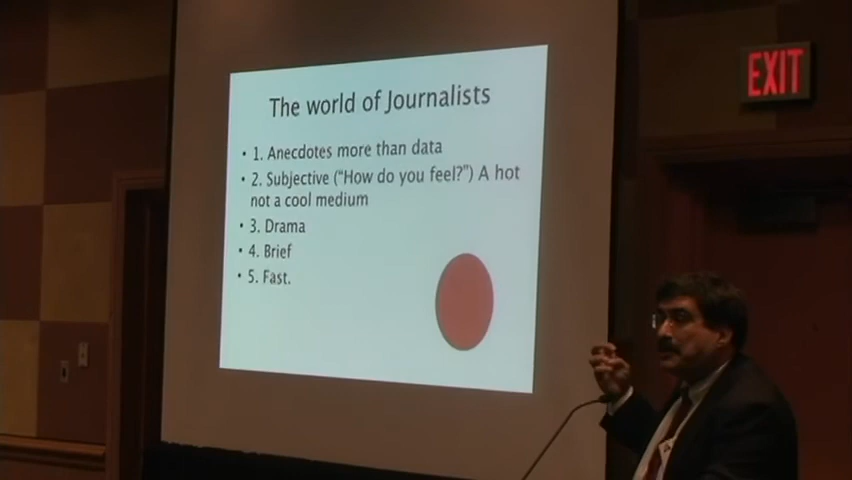 The world of Journalists
• 1. Anecdotes more than data
• 2. Subjective ("How do you feel?") A hot
not a cool medium
• 3. Drama
• 4. Brief
• 5. Fast.
EXIT